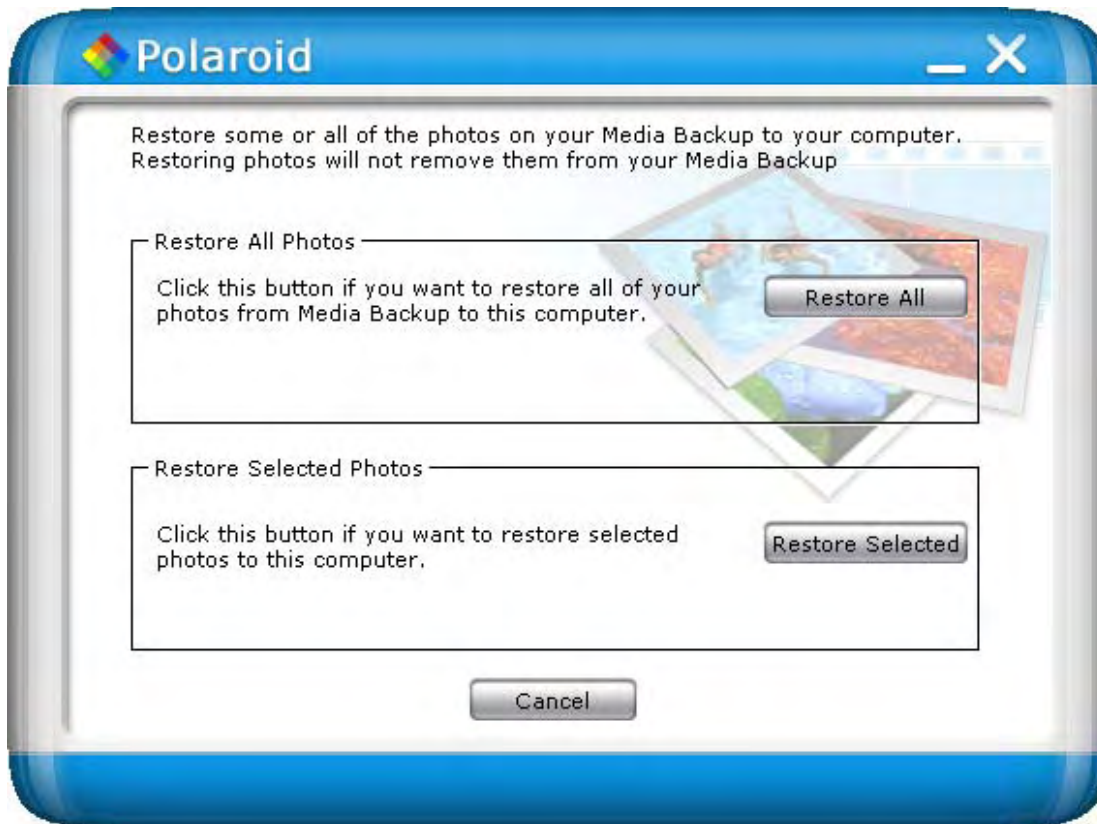 Polaroid
Restore some or all of the photos on your Media Backup to your computer.
Restoring photos will not remove them from your Media Backup
Restore All Photos
Click this button if you want to restore all of your
photos from Media Backup to this computer.
Restore All
Restore Selected Photos
Click this button if you want to restore selected
photos to this computer.
Restore Selected
Cancel